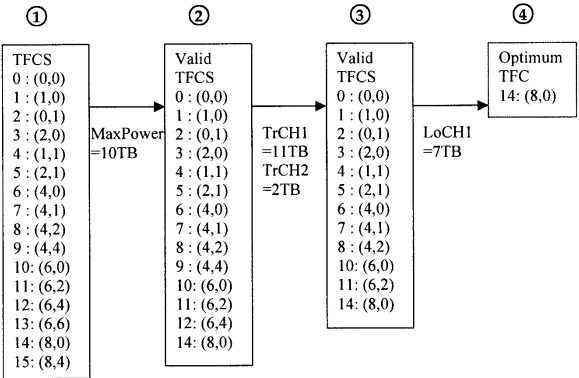 ①
②
③
④
TFCS
0 : (0,0)
1 : (1,0)
2 : (0,1)
3 : (2,0)
4 : (1,1)
5 : (2,1)
6 : (4,0)
7 : (4,1)
8 : (4,2)
9 : (4,4)
10: (6,0)
11: (6,2)
12: (6,4)
13: (6,6)
14: (8,0)
15: (8,4)
MaxPower
=10TB
Valid
TFCS
0 : (0,0)
1 : (1,0)
2 : (0,1)
3 : (2,0)
4 : (1,1)
5 : (2,1)
6 : (4,0)
7 : (4,1)
8 : (4,2)
9 : (4,4)
10: (6,0)
11: (6,2)
12: (6,4)
14: (8,0)
TrCH1
=11TB
TrCH2
=2TB
Valid
TFCS
0 : (0,0)
1 : (1,0)
2 : (0,1)
3 : (2,0)
4 : (1,1)
5 : (2,1)
6 : (4,0)
7 : (4,1)
8 : (4,2)
10: (6,0)
11: (6,2)
14: (8,0)
LoCH1
=7TB
Optimum
TFC
14: (8,0)